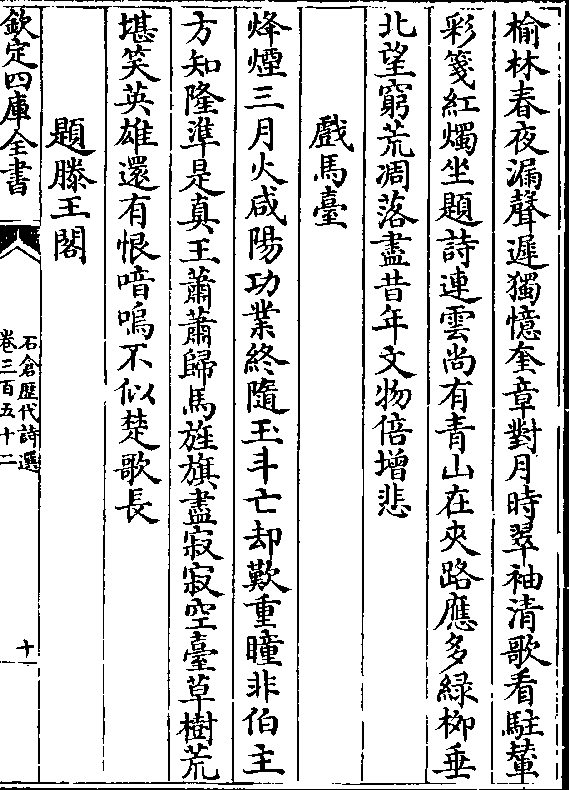 榆林春夜漏聲遲獨憶奎章對月時翠袖清歌看駐輦
彩箋紅燭坐題詩連雲尚有青山在夾路應多緑栁垂
北望窮荒凋落盡昔年文物倍增悲
戲馬臺
烽煙三月火咸陽功業終隨玉斗亡却歎重瞳非伯主
方知隆準是真王蕭蕭歸馬旌旗盡寂寂空臺草樹荒
堪笑英雄還有恨喑嗚不似楚歌長
題滕王閣
欽定四庫全書
石倉歷代詩選
卷三百五十二
十